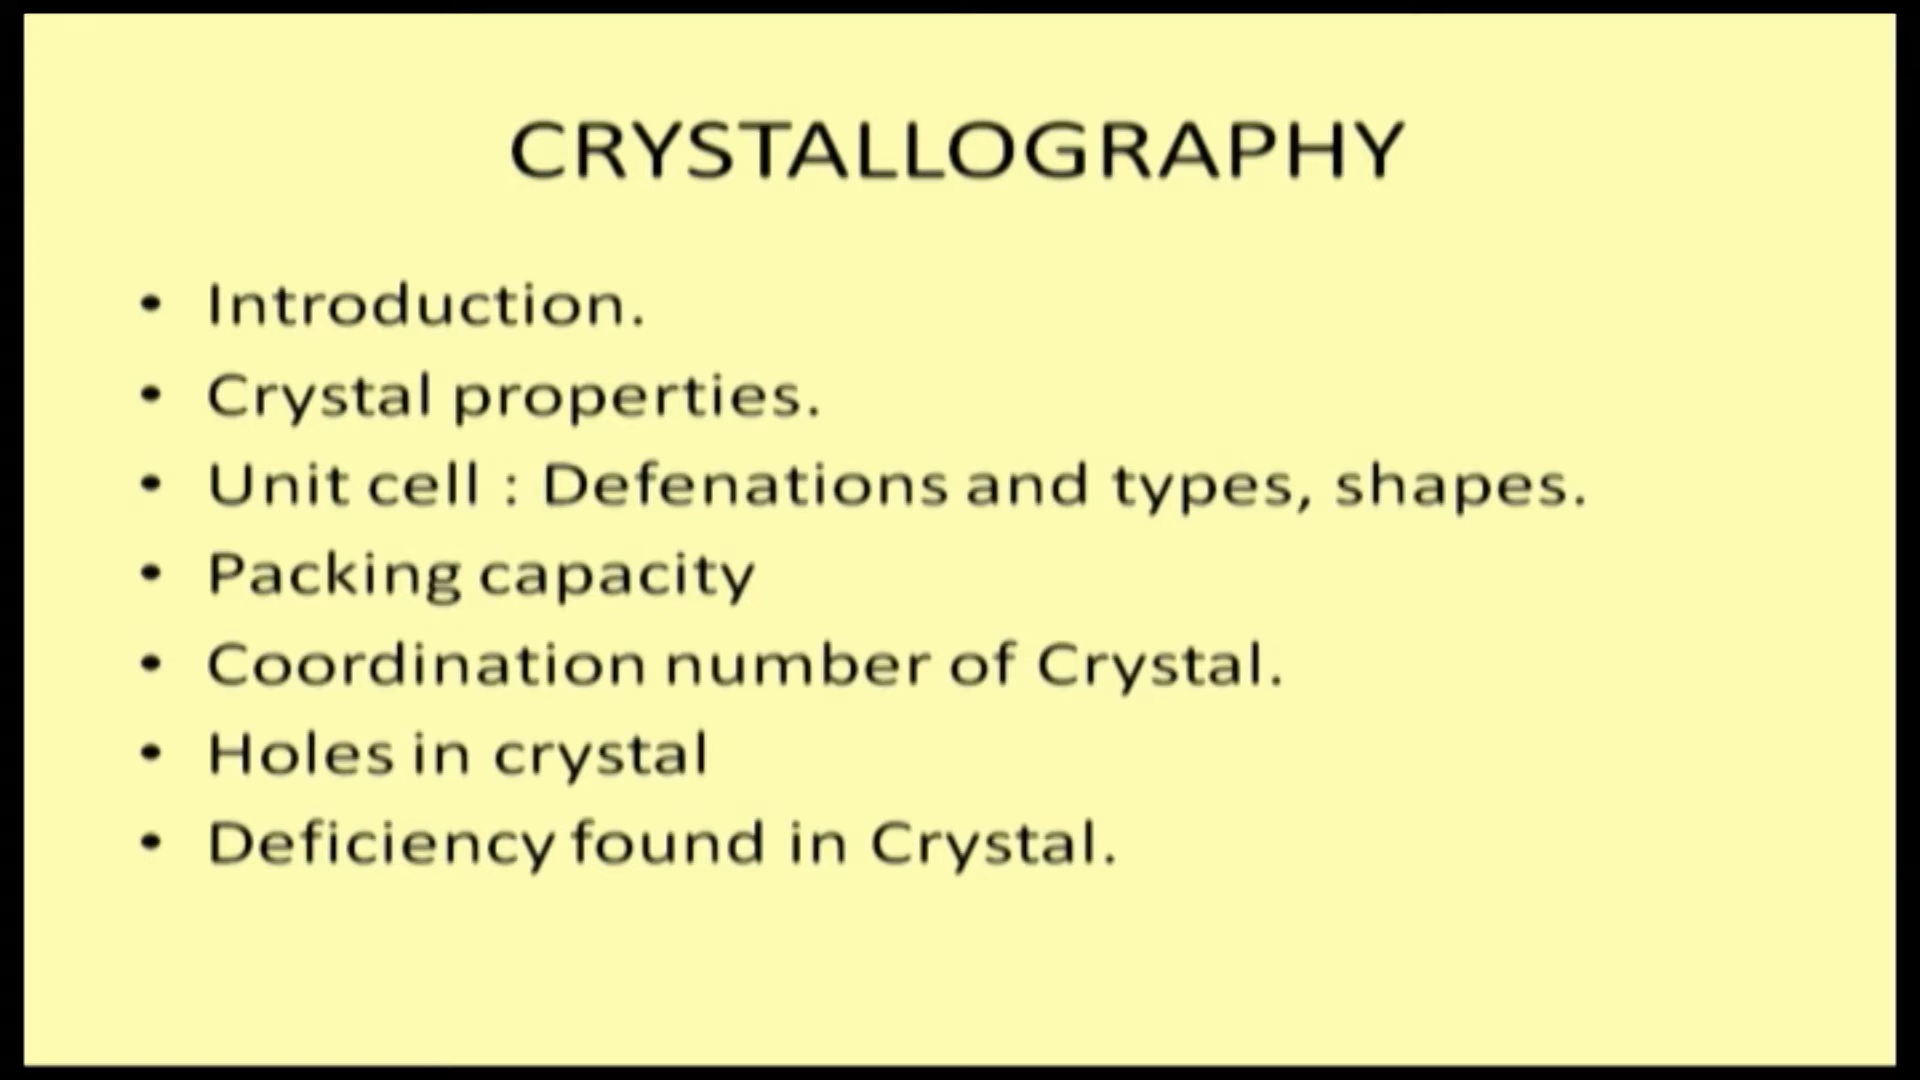 CRYSTALLOGRAPHY
• Introduction.
• Crystal properties.
• Unit cell : Defenations and types, shapes.
• Packing capacity
• Coordination number of Crystal.
• Holes in crystal
• Deficiency found in Crystal.